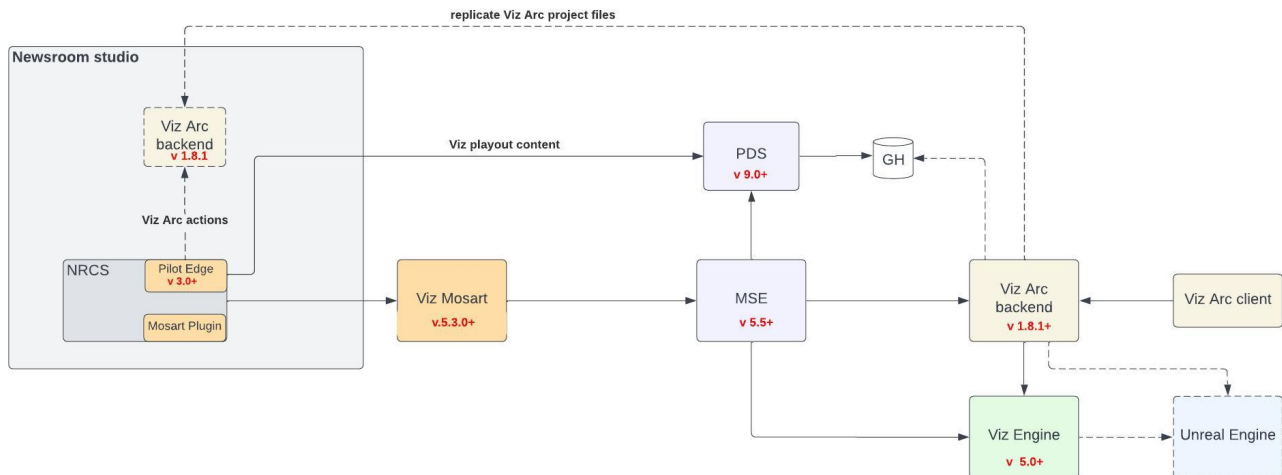 replicate Viz Arc project files
Newsroom studio
Viz Arc
backend
v 1.8.1
Viz playout content
PDS
v 9.0+
GH
Viz Arc actions
NRCS
Pilot Edge
v 3.0+
Mosart Plugin
Viz Mosart
v.5.3.0+
MSE
v 5.5+
Viz Arc
backend
v 1.8.1+
Viz Arc client
Viz Engine
v 5.0+
Unreal Engine